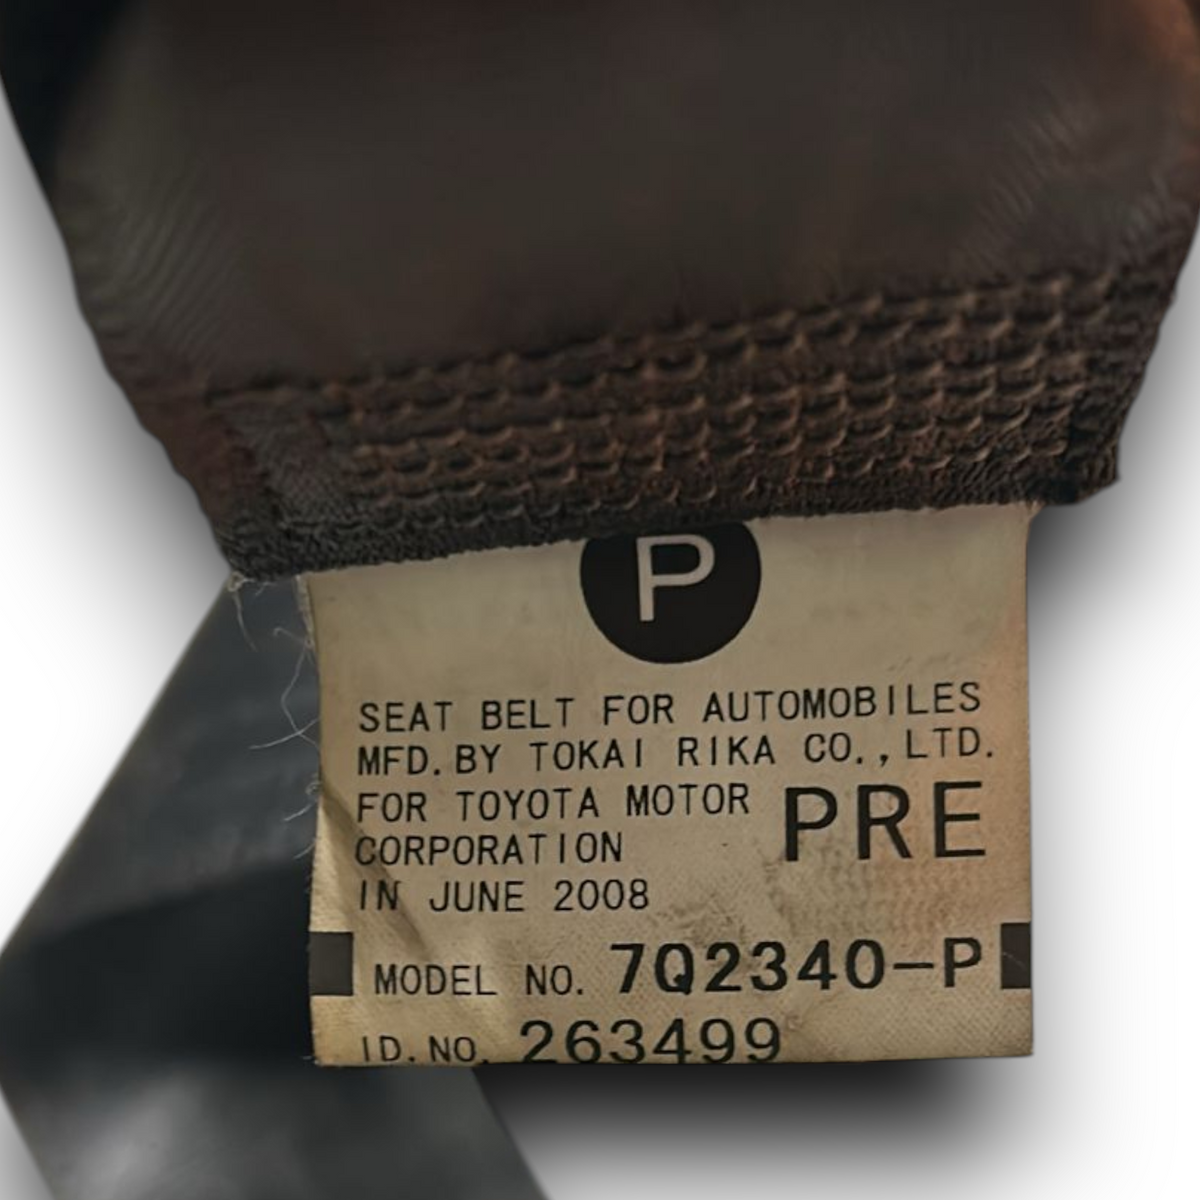 P
SEAT BELT FOR AUTOMOBILES
MFD. BY TOKAI RIKA CO., LTD.
FOR TOYOTA MOTOR PRE
CORPORATION
IN JUNE 2008
MODEL NO. 7Q2340-P
ID. NO. 263499